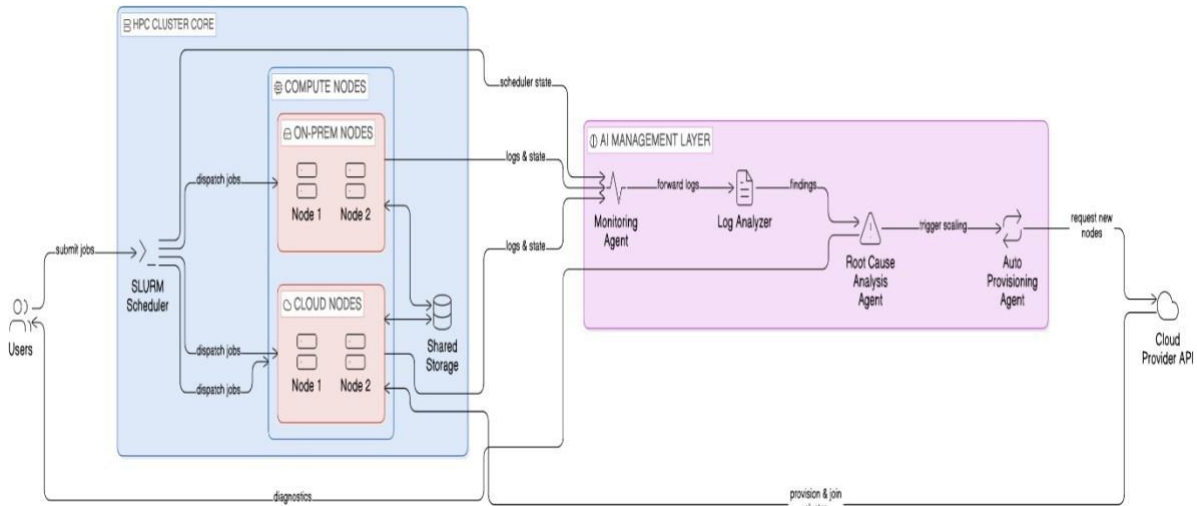 HPC CLUSTER CORE
COMPUTE NODES
ON-PREM NODES
Node 1
Node 2
CLOUD NODES
Node 1
Node 2
Shared
Storage
SLURM
Scheduler
Users
submit jobs
dispatch jobs
dispatch jobs
dispatch jobs
scheduler state
logs & state
logs & state
AI MANAGEMENT LAYER
Monitoring
Agent
forward logs
Log Analyzer
findings
Root Cause
Analysis
Agent
trigger scaling
Auto
Provisioning
Agent
request new
nodes
Cloud
Provider API
diagnostics
provision & join